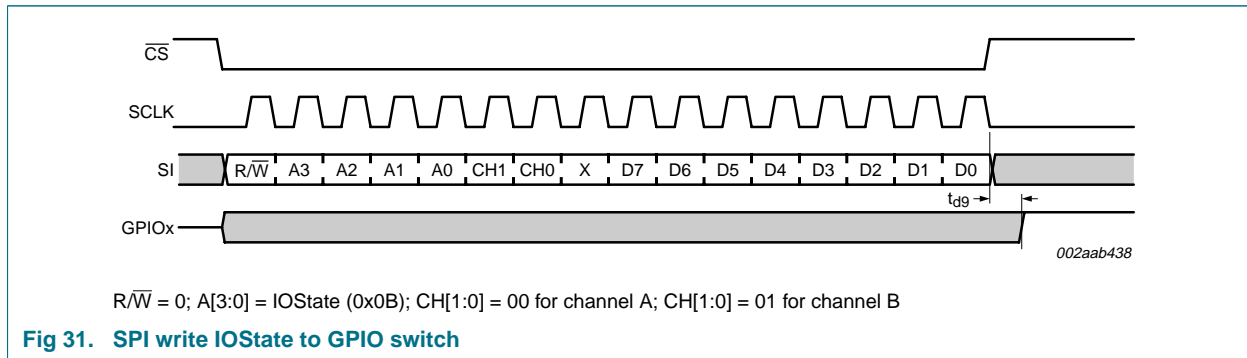 C̅S̅
SCLK
SI R/W̅ A3 A2 A1 A0 CH1 CH0 X D7 D6 D5 D4 D3 D2 D1 D0
td9
GPIOx
002aab438
R/W̅ = 0; A[3:0] = IOState (0x0B); CH[1:0] = 00 for channel A; CH[1:0] = 01 for channel B
Fig 31. SPI write IOState to GPIO switch